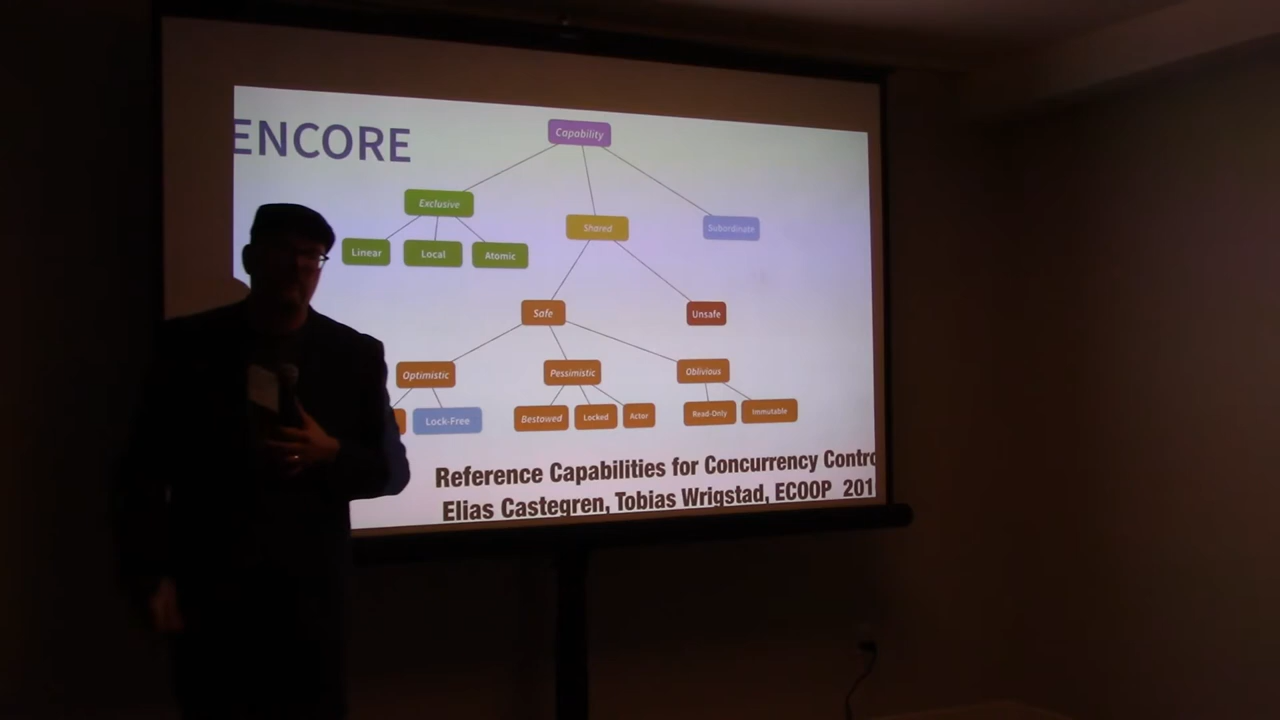 ENCORE
Capability
Exclusive
Shared
Subordinate
Linear
Local
Atomic
Safe
Unsafe
Optimistic
Pessimistic
Oblivious
Lock-Free
Bestowed
Locked
Actor
Read-Only
Immutable
Reference Capabilities for Concurrency Contro
Elias Castegren, Tobias Wrigstad, ECOOP 201